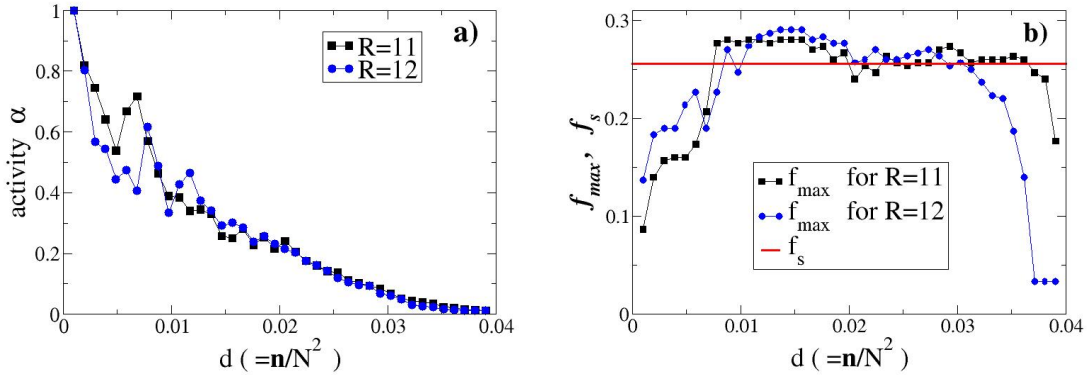 1
0.8
0.6
0.4
0.2
0
activity α
0
0.01
0.02
0.03
0.04
d ( =n/N²)
a)
R=11
R=12
0.3
0.2
0.1
f_max, f_s
0
0.01
0.02
0.03
0.04
d ( =n/N²)
b)
f_max for R=11
f_max for R=12
f_s